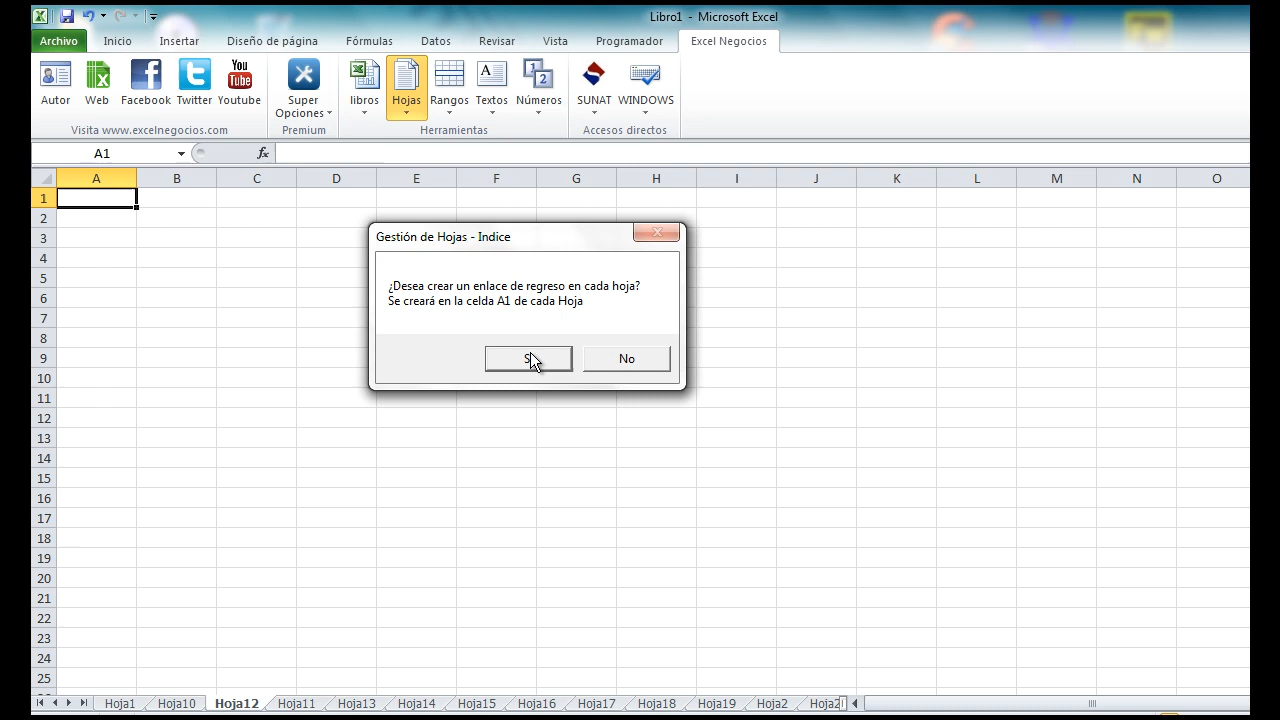 Libro1 - Microsoft Excel
Archivo Inicio Insertar Diseño de página Fórmulas Datos Revisar Vista Programador Excel Negocios
Autor Web Facebook Twitter Youtube Super Opciones libros Hojas Rangos Textos Números SUNAT WINDOWS
Visita www.excelnegocios.com Premium Herramientas Accesos directos
A1 fx
A B C D E F G H I J K L M N O
1
2
3
4
5
6
7
8
9
10
11
12
13
14
15
16
17
18
19
20
21
22
23
24
25
Gestión de Hojas - Indice
¿Desea crear un enlace de regreso en cada hoja?
Se creará en la celda A1 de cada Hoja
No
Hoja1 Hoja10 Hoja12 Hoja11 Hoja13 Hoja14 Hoja15 Hoja17 Hoja18 Hoja2